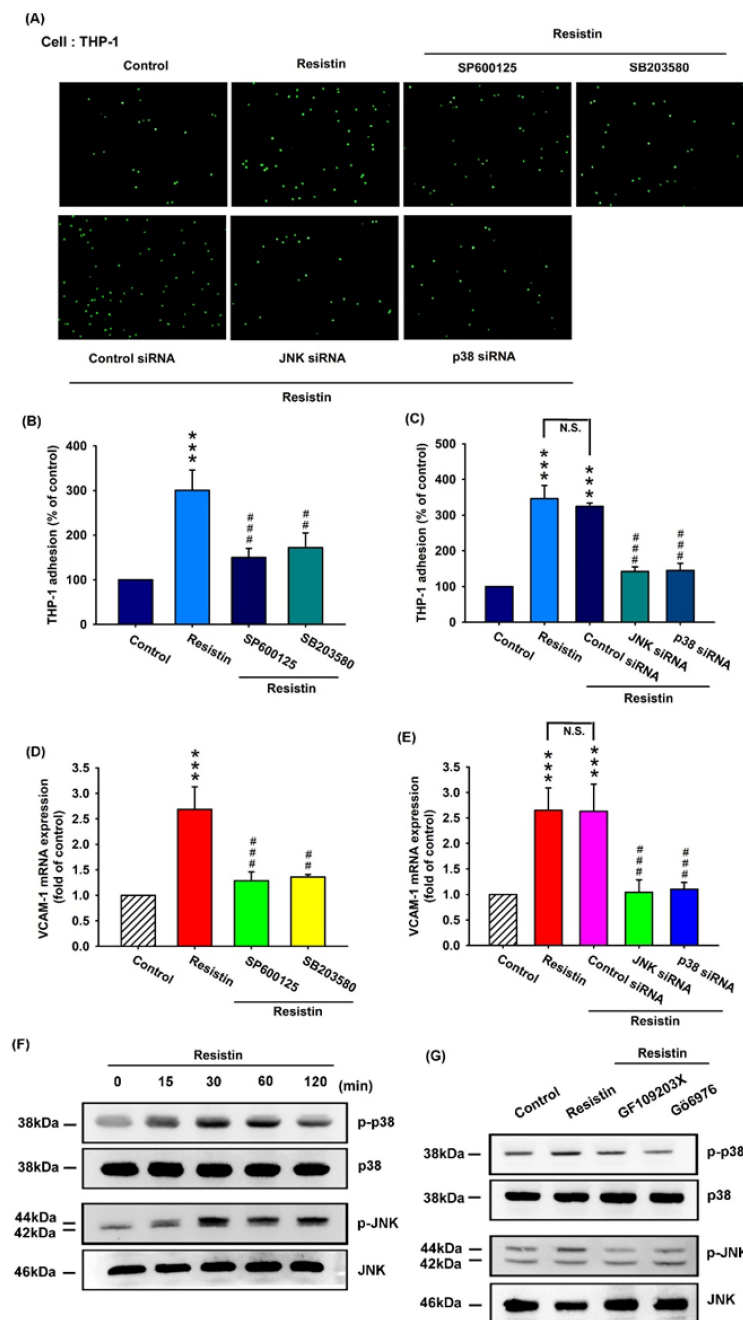 (A)
Cell : THP-1
Resistin
Control
Resistin
SP600125
SB203580
Control siRNA
JNK siRNA
p38 siRNA
Resistin
(B)
THP-1 adhesion (% of control)
400
300
200
100
0
***
###
##
Control
Resistin
SP600125
SB203580
Resistin
(C)
THP-1 adhesion (% of control)
500
400
300
200
100
0
N.S.
***
***
###
###
Control
Resistin
Control siRNA
JNK siRNA
p38 siRNA
Resistin
(D)
VCAM-1 mRNA expression
(fold of control)
3.5
3.0
2.5
2.0
1.5
1.0
0.5
0.0
***
###
##
Control
Resistin
SP600125
SB203580
Resistin
(E)
VCAM-1 mRNA expression
(fold of control)
3.5
3.0
2.5
2.0
1.5
1.0
0.5
0.0
N.S.
***
***
###
###
Control
Resistin
Control siRNA
JNK siRNA
p38 siRNA
Resistin
(F)
Resistin
0 15 30 60 120 (min)
38kDa p-p38
38kDa p38
44kDa
42kDa
p-JNK
46kDa JNK
(G)
Resistin
Control
Resistin
GF109203X
Gö6976
38kDa p-p38
38kDa p38
44kDa
42kDa
p-JNK
46kDa JNK